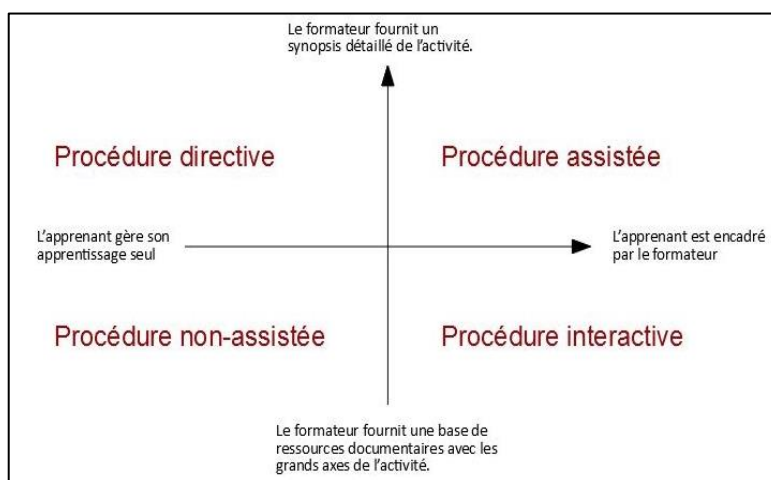 Le formateur fournit un
synopsis détaillé de l'activité.
Procédure directive
Procédure assistée
L'apprenant gère son
apprentissage seul
L'apprenant est encadré
par le formateur
Procédure non-assistée
Procédure interactive
Le formateur fournit une base de
ressources documentaires avec les
grands axes de l'activité.